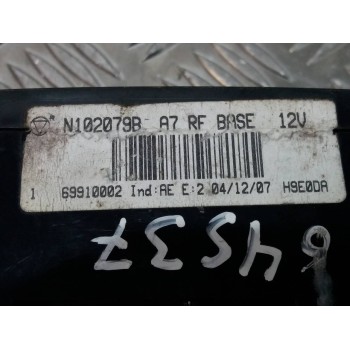 N102079B A7 RF BASE 12V
1 69910002 Ind:AE E:2 04/12/07 H9E0DA
64537